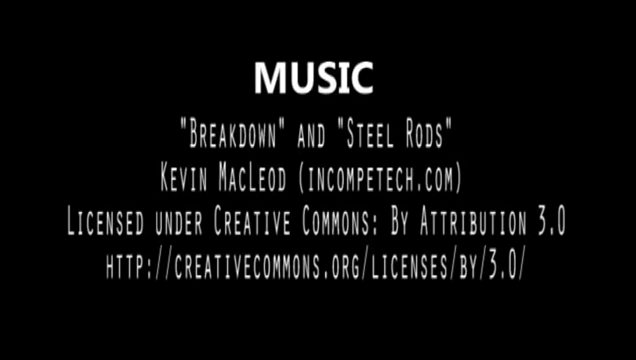 MUSIC
"Breakdown" and "Steel Rods"
Kevin MacLeod (incompetech.com)
Licensed under Creative Commons: By Attribution 3.0
http://creativecommons.org/licenses/by/3.0/